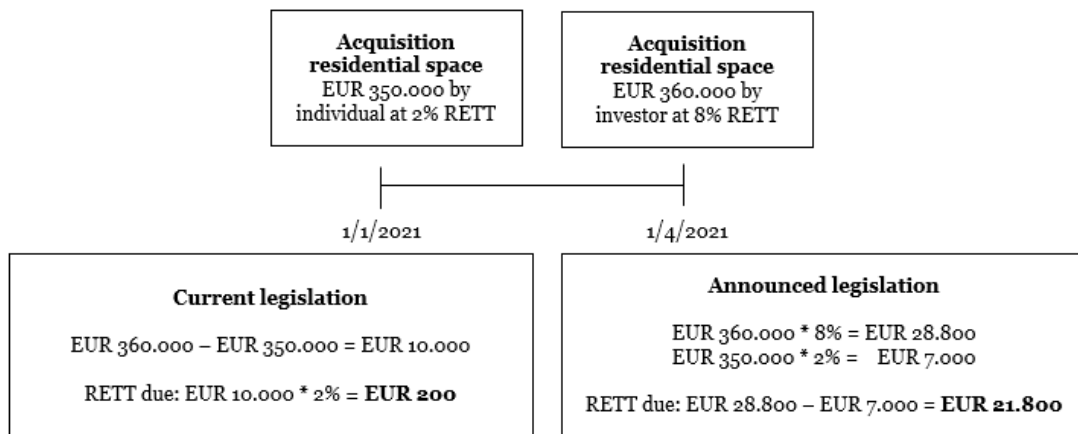 Acquisition
residential space
EUR 350.000 by
individual at 2% RETT
Acquisition
residential space
EUR 360.000 by
investor at 8% RETT
1/1/2021
1/4/2021
Current legislation
EUR 360.000 – EUR 350.000 = EUR 10.000
RETT due: EUR 10.000 * 2% = EUR 200
Announced legislation
EUR 360.000 * 8% = EUR 28.800
EUR 350.000 * 2% = EUR 7.000
RETT due: EUR 28.800 – EUR 7.000 = EUR 21.800